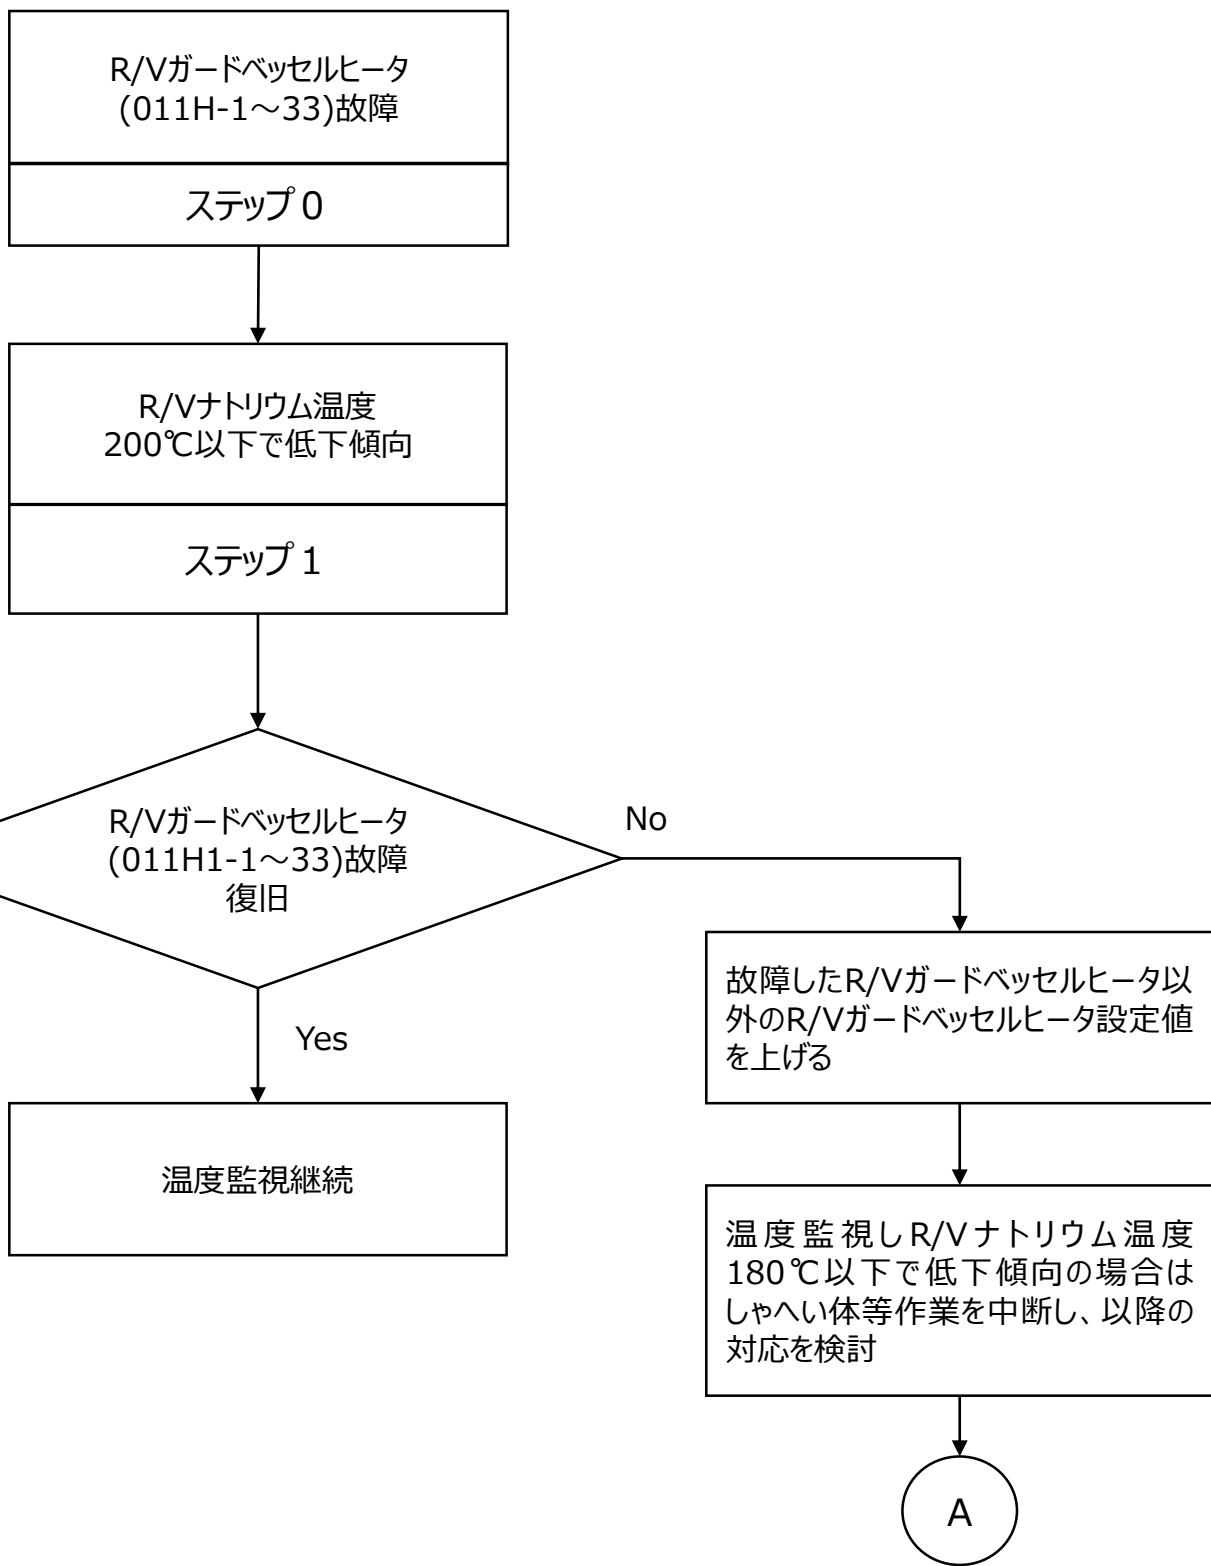 R/Vガードベッセルヒータ
(011H-1～33)故障
ステップ0
R/Vナトリウム温度
200℃以下で低下傾向
ステップ1
R/Vガードベッセルヒータ
(011H1-1～33)故障
復旧
No
Yes
故障したR/Vガードベッセルヒータ以
外のR/Vガードベッセルヒータ設定値
を上げる
温度監視継続
温度監視しR/Vナトリウム温度
180℃以下で低下傾向の場合は
しゃへい体等作業を中断し、以降の
対応を検討
A